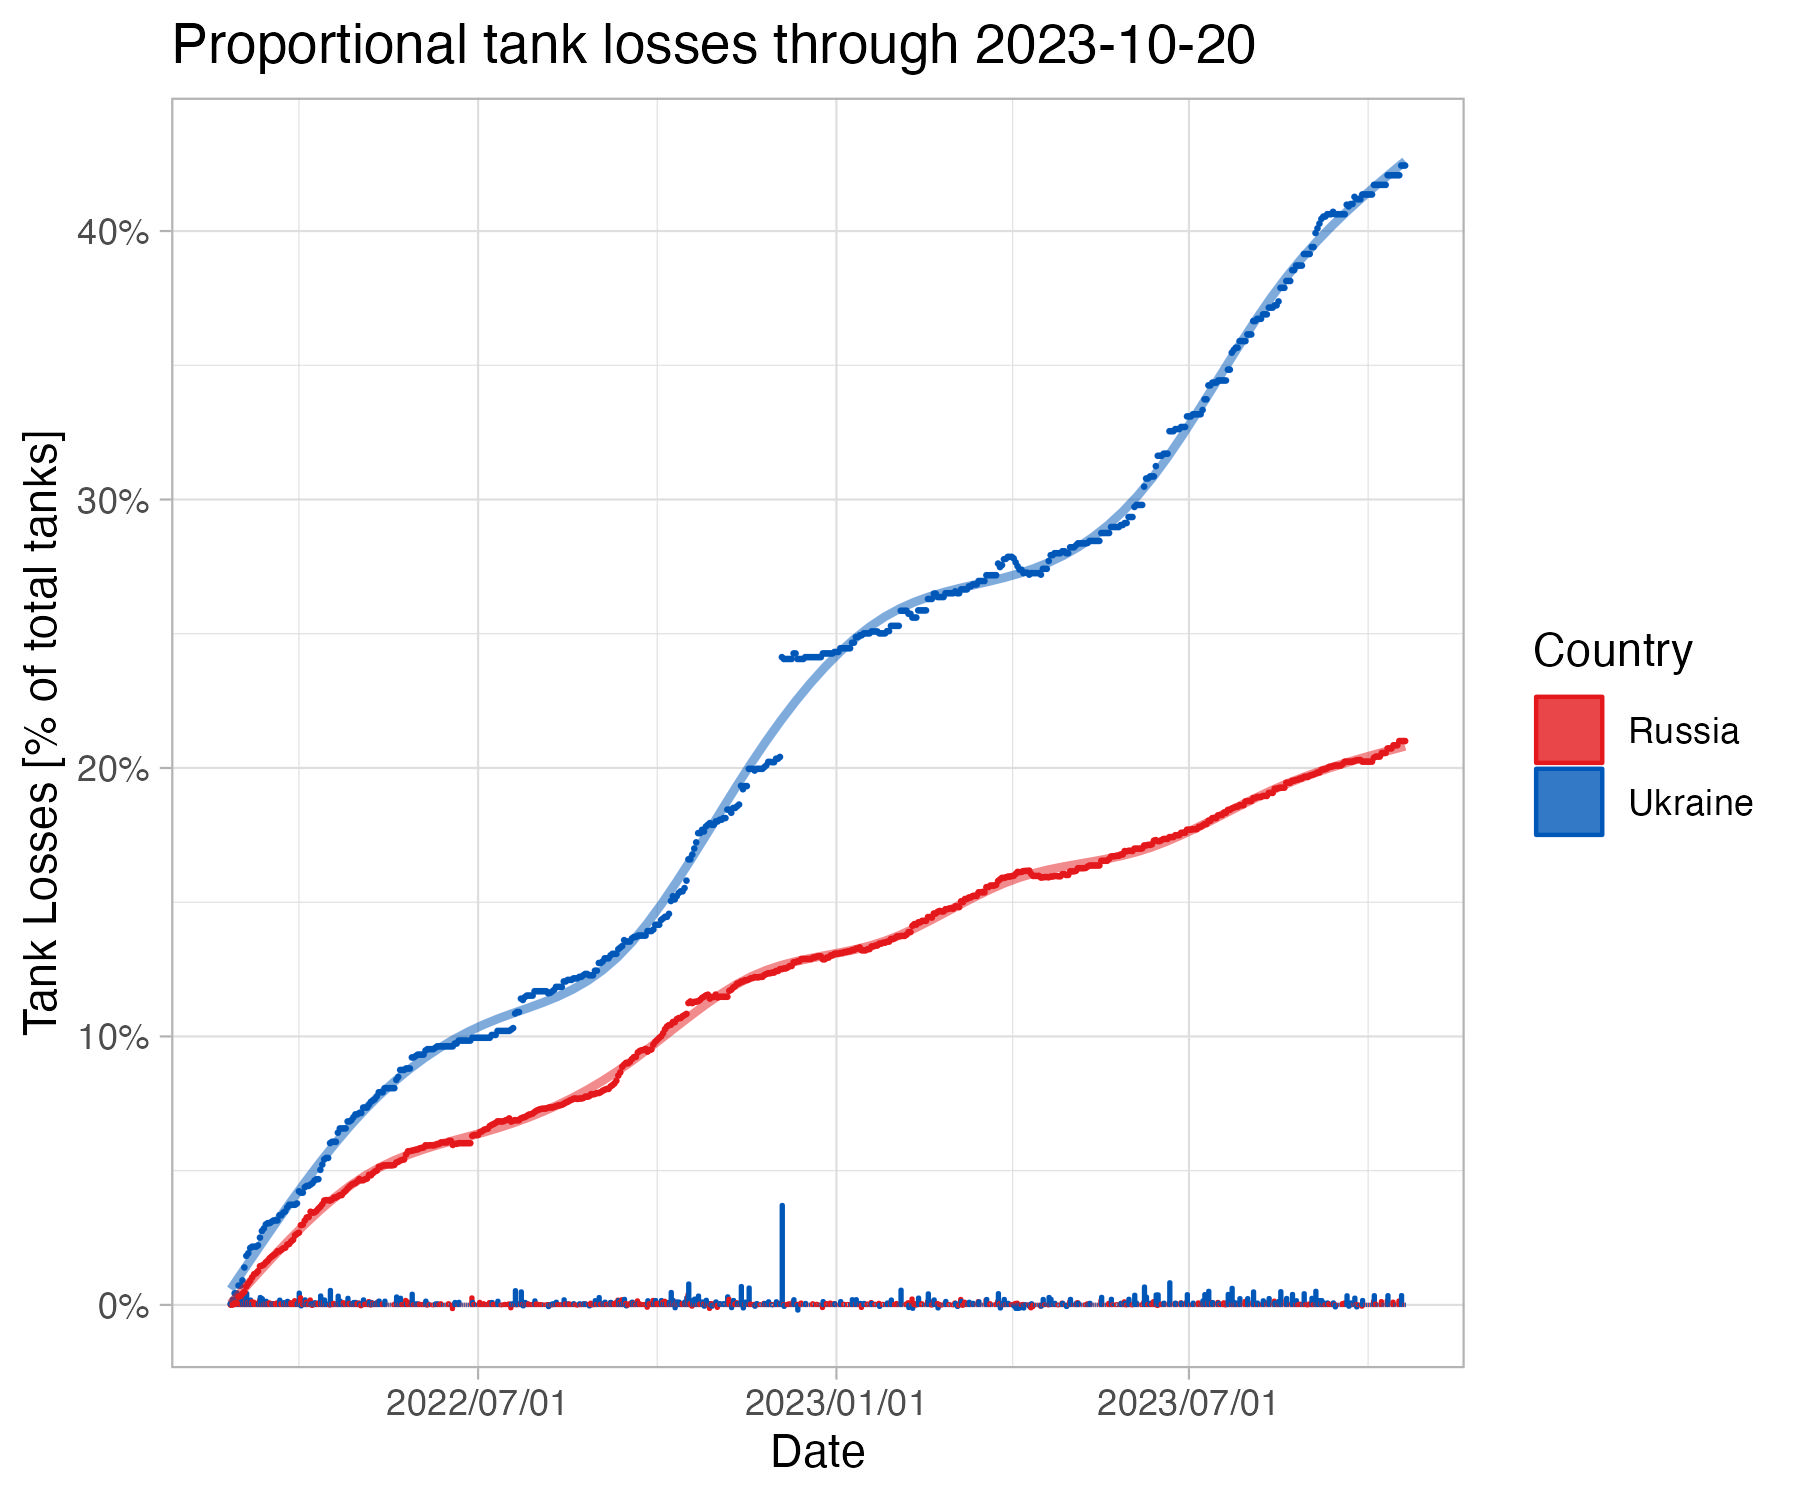 Proportional tank losses through 2023-10-20
Tank Losses [% of total tanks]
40%
30%
20%
10%
0%
2022/07/01
2023/01/01
2023/07/01
Date
Country
Russia
Ukraine